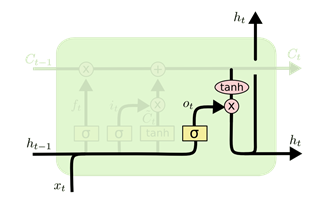 h_t
C_{t-1}
C_t
x
+
tanh
f_t
i_t
x
o_t
x
C̃_t
σ
σ
tanh
σ
h_{t-1}
h_t
x_t